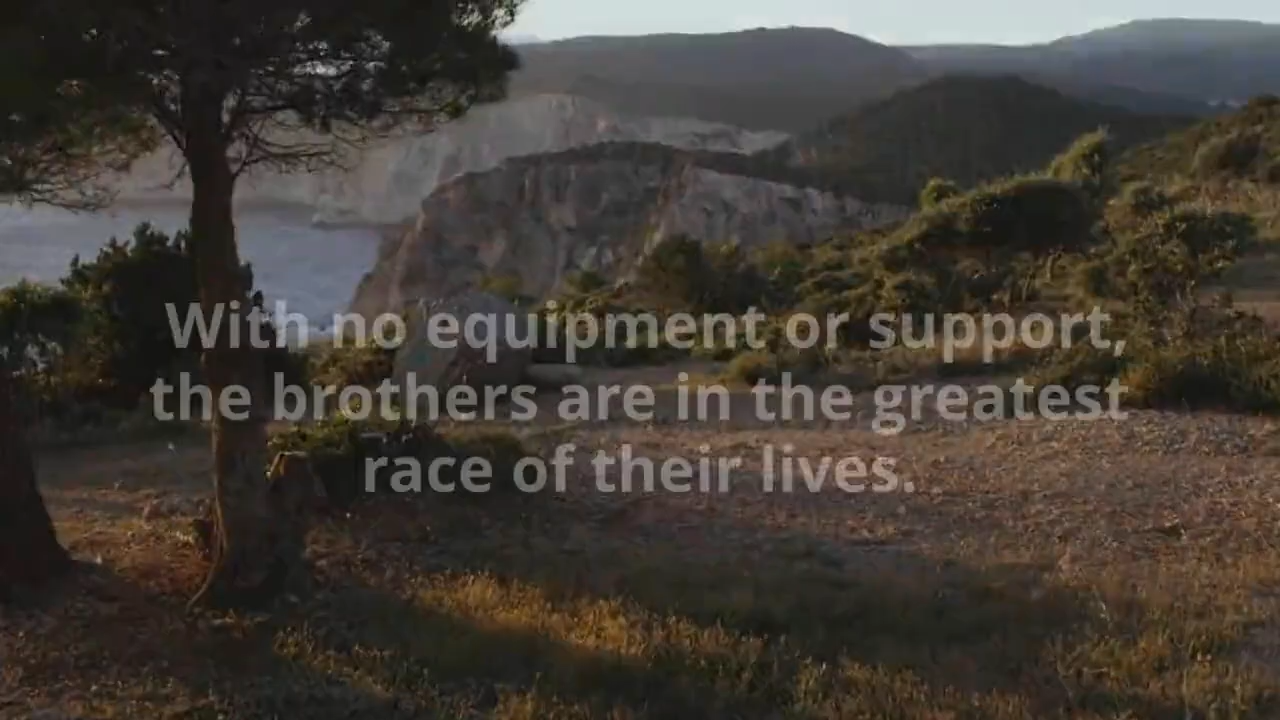 With no equipment or support,
the brothers are in the greatest
race of their lives.